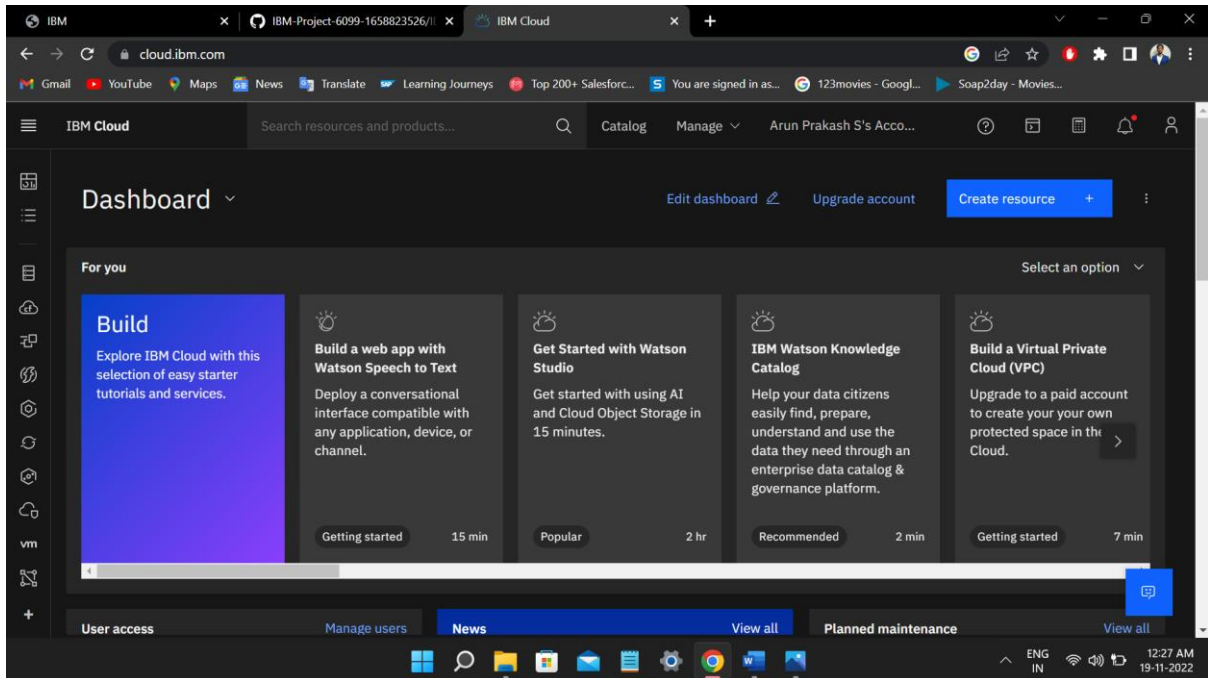 IBM
IBM-Project-6099-1658823526/I
IBM Cloud
cloud.ibm.com
Gmail YouTube Maps News Translate Learning Journeys Top 200+ Salesforc... You are signed in as... 123movies - Googl... Soap2day - Movies...
IBM Cloud Search resources and products... Catalog Manage Arun Prakash S's Acco...
Dashboard Edit dashboard Upgrade account Create resource +
For you Select an option
Build
Explore IBM Cloud with this
selection of easy starter
tutorials and services.
Build a web app with
Watson Speech to Text
Deploy a conversational
interface compatible with
any application, device, or
channel.
Getting started 15 min
Get Started with Watson
Studio
Get started with using AI
and Cloud Object Storage in
15 minutes.
Popular 2 hr
IBM Watson Knowledge
Catalog
Help your data citizens
easily find, prepare,
understand and use the
data they need through an
enterprise data catalog &
governance platform.
Recommended 2 min
Build a Virtual Private
Cloud (VPC)
Upgrade to a paid account
to create your your own
protected space in the
Cloud.
Getting started 7 min
vm
User access Manage users
News View all
Planned maintenance View all
ENG
IN
12:27 AM
19-11-2022